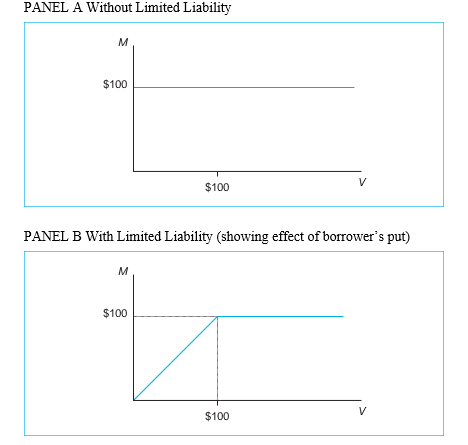 PANEL A Without Limited Liability
M
$100
$100
V
PANEL B With Limited Liability (showing effect of borrower’s put)
M
$100
$100
V